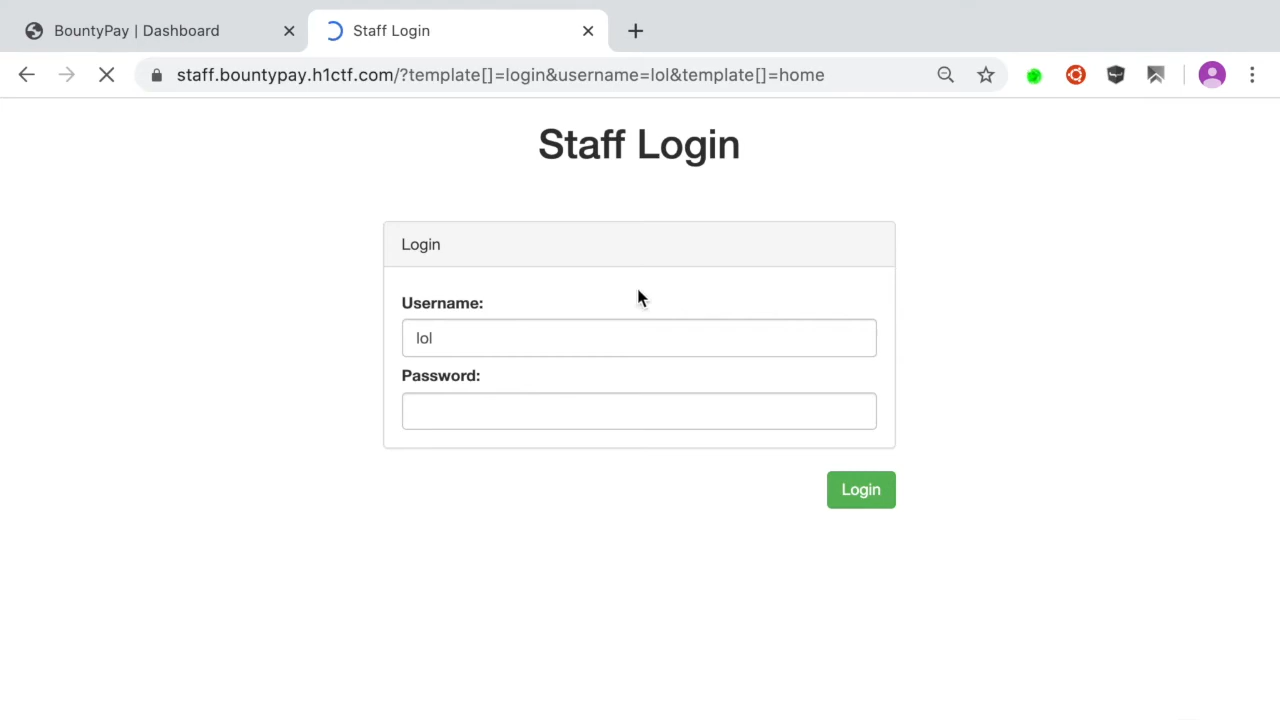 BountyPay | Dashboard
Staff Login
staff.bountypay.h1ctf.com/?template[]=login&username=lol&template[]=home
Staff Login
Login
Username:
lol
Password:
Login